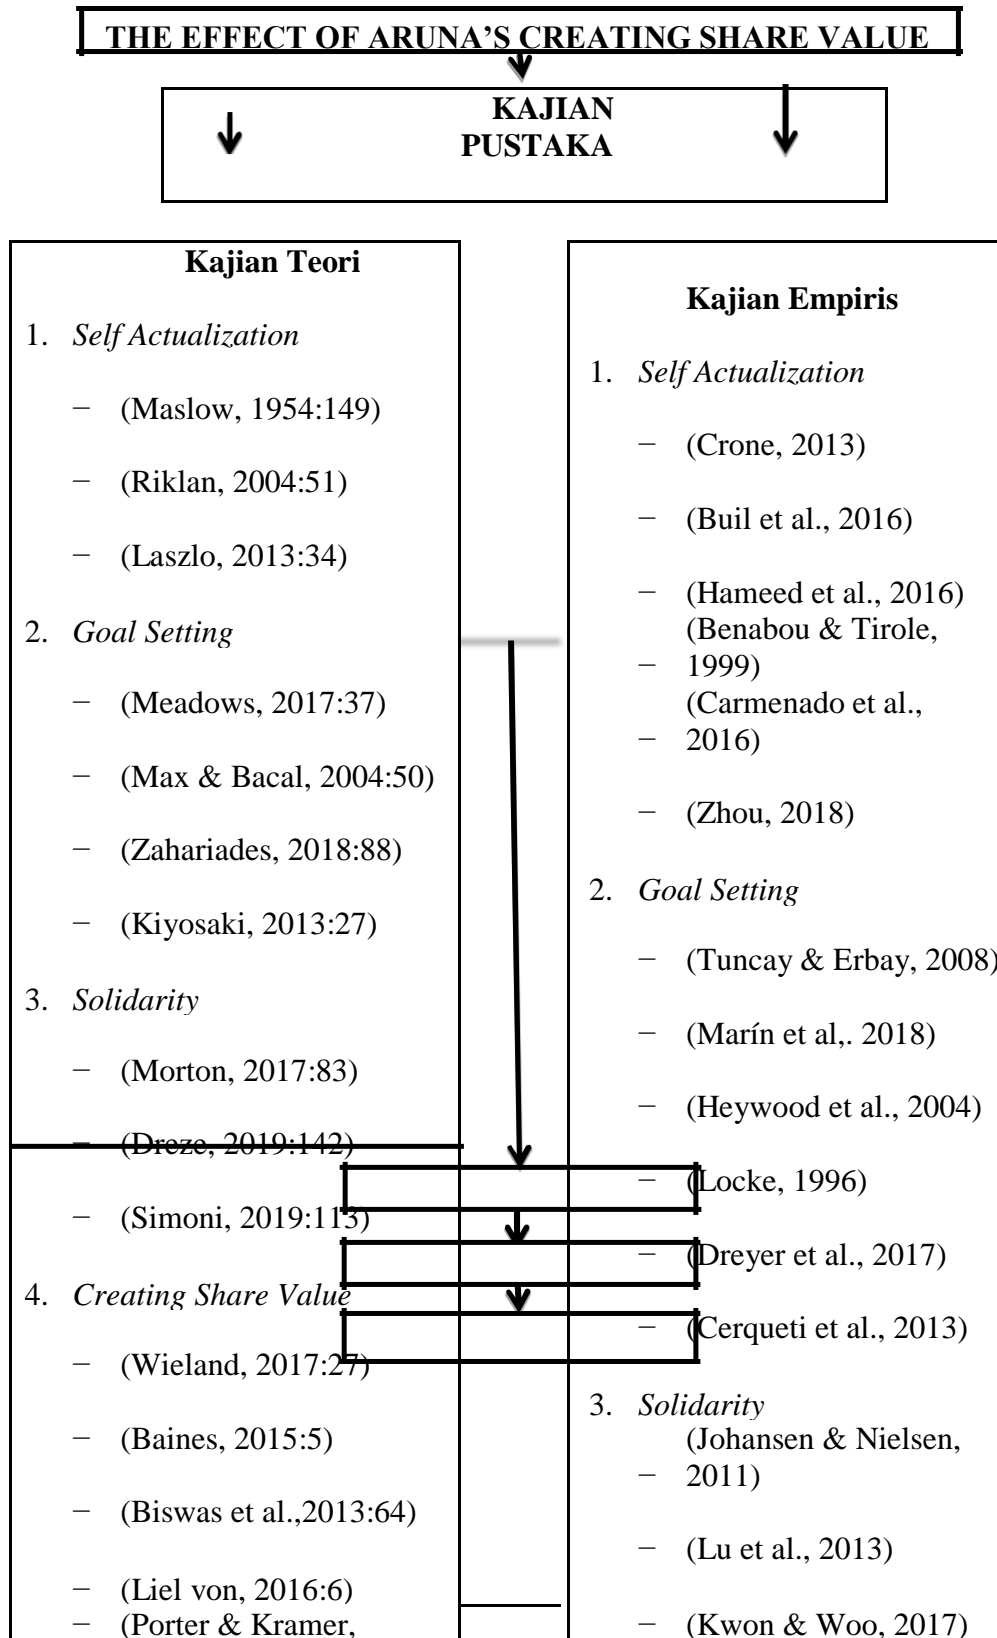 THE EFFECT OF ARUNA’S CREATING SHARE VALUE
KAJIAN
PUSTAKA
Kajian Teori
1. Self Actualization
− (Maslow, 1954:149)
− (Riklan, 2004:51)
− (Laszlo, 2013:34)
2. Goal Setting
− (Meadows, 2017:37)
− (Max & Bacal, 2004:50)
− (Zahariades, 2018:88)
− (Kiyosaki, 2013:27)
3. Solidarity
− (Morton, 2017:83)
− (Dreze, 2019:142)
− (Simoni, 2019:113)
4. Creating Share Value
− (Wieland, 2017:27)
− (Baines, 2015:5)
− (Biswas et al.,2013:64)
− (Liel von, 2016:6)
− (Porter & Kramer,
Kajian Empiris
1. Self Actualization
− (Crone, 2013)
− (Buil et al., 2016)
− (Hameed et al., 2016)
(Benabou & Tirole,
− 1999)
(Carmenado et al.,
− 2016)
− (Zhou, 2018)
2. Goal Setting
− (Tuncay & Erbay, 2008)
− (Marín et al,. 2018)
− (Heywood et al., 2004)
− (Locke, 1996)
− (Dreyer et al., 2017)
− (Cerqueti et al., 2013)
3. Solidarity
(Johansen & Nielsen,
− 2011)
− (Lu et al., 2013)
− (Kwon & Woo, 2017)